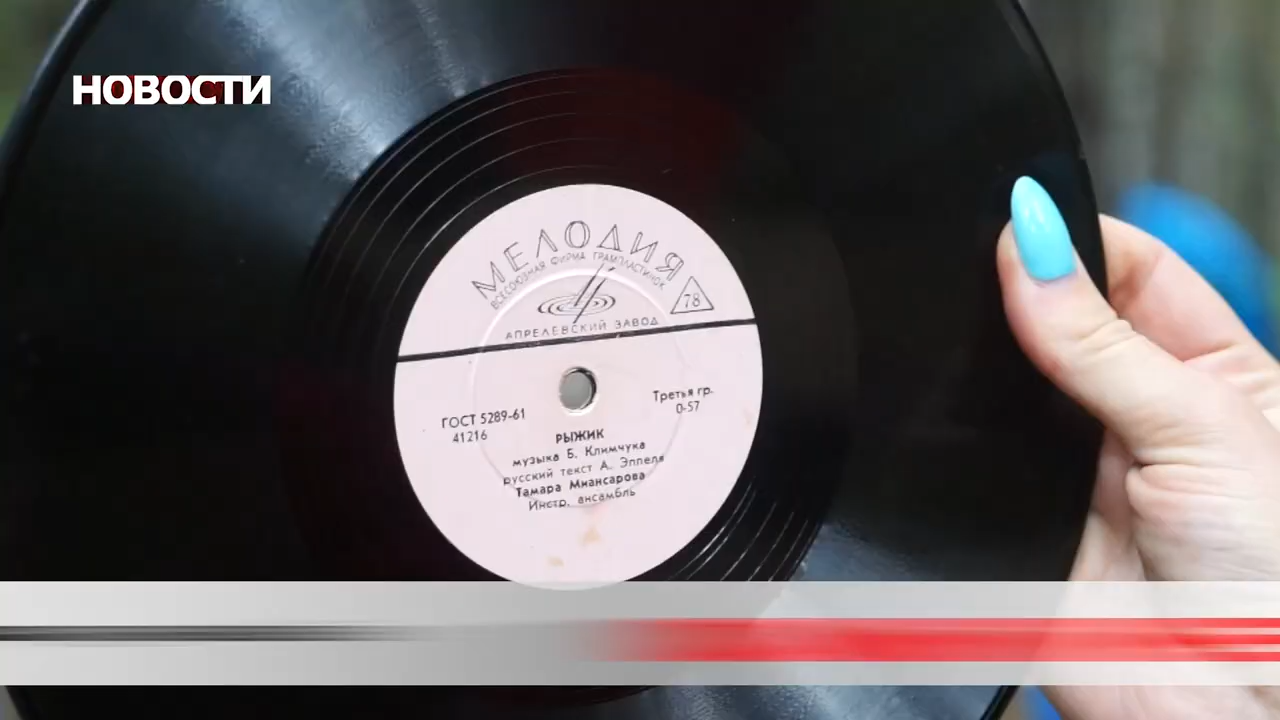 НОВОСТИ
МЕЛОДИЯ
ВСЕСОЮЗНАЯ ФИРМА ГРАМПЛАСТИНОК
78
АПРЕЛЕВСКИЙ ЗАВОД
ГОСТ 5289-61
41216
Третья гр.
0-57
РЫЖИК
музыка Б. Климчука
русский текст А. Эппеля
Тамара Миансарова
Инстр. ансамбль